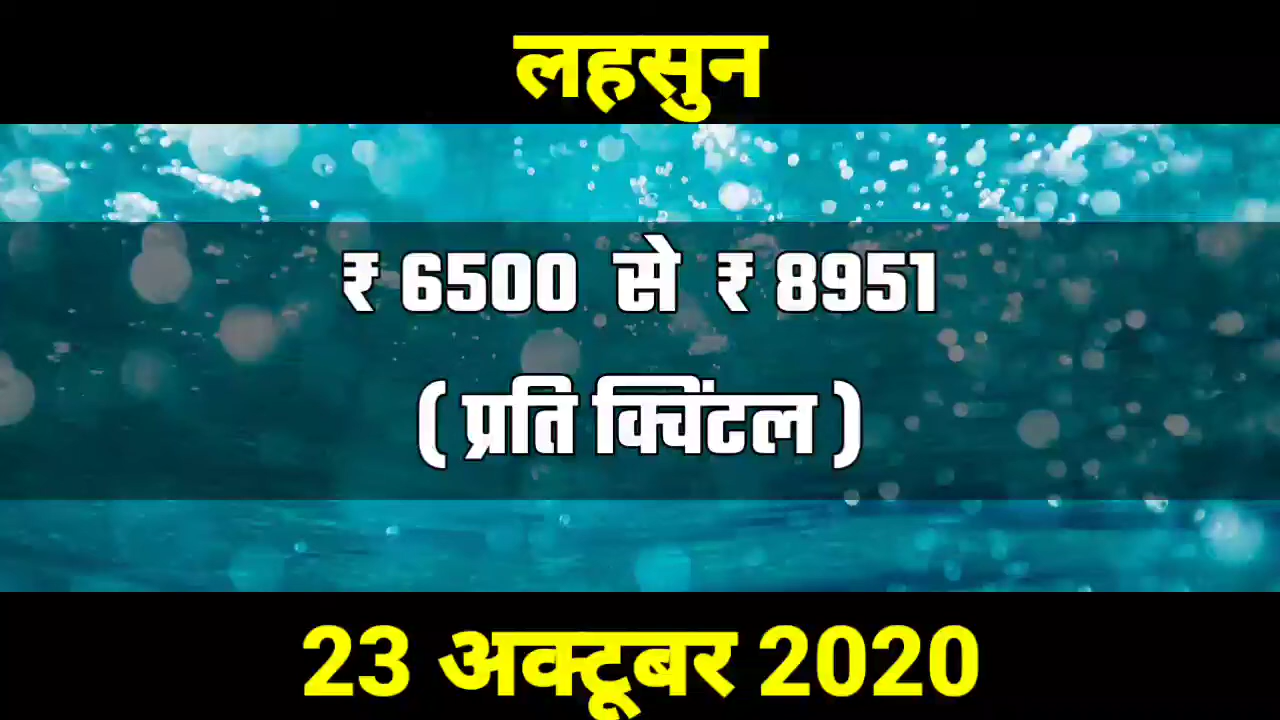 लहसुन
₹ 6500 से ₹ 8951
( प्रति क्विंटल )
23 अक्टूबर 2020